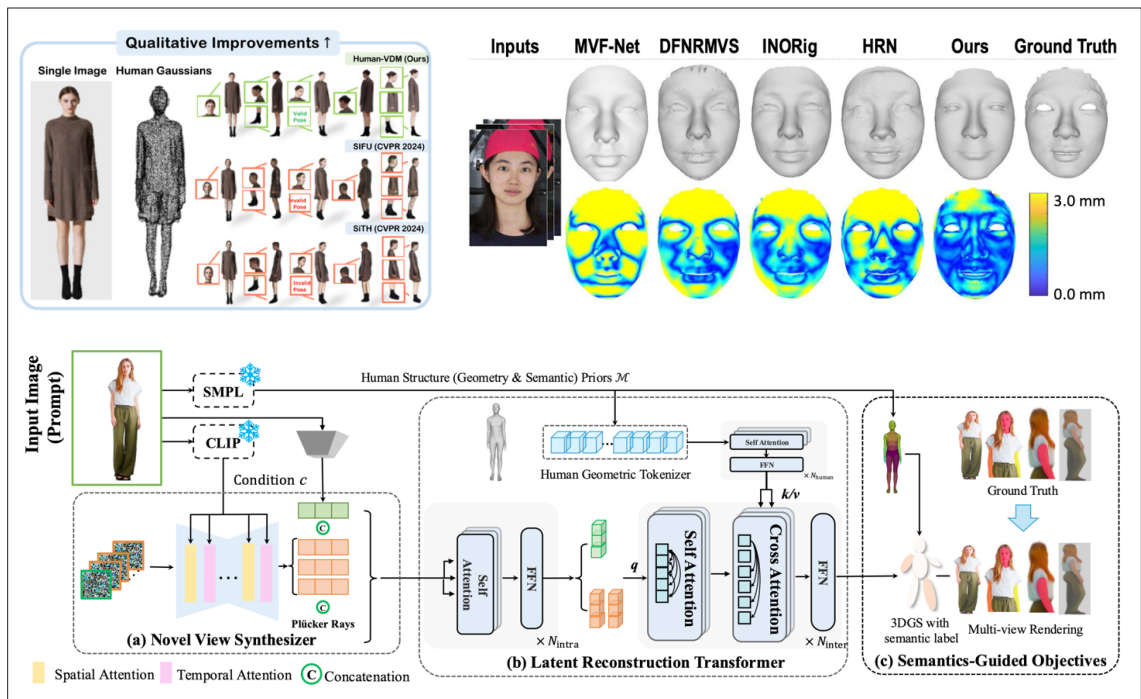 Qualitative Improvements ↑
Single Image
Human Gaussians
Human-VDM (Ours)
Valid
Pose
SIFU (CVPR 2024)
Invalid
Pose
SiTH (CVPR 2024)
Invalid
Pose
Inputs
MVF-Net
DFNRMVS
INORig
HRN
Ours
Ground Truth
3.0 mm
0.0 mm
Input Image
(Prompt)
SMPL
CLIP
Human Structure (Geometry & Semantic) Priors ℳ
Condition c
Human Geometric Tokenizer
Self Attention
FFN
× N_human
k/v
C
C
Plücker Rays
(a) Novel View Synthesizer
Self
Attention
FFN
× N_intra
q
Self Attention
Cross Attention
FFN
× N_inter
(b) Latent Reconstruction Transformer
Ground Truth
3DGS with
semantic label
Multi-view Rendering
(c) Semantics-Guided Objectives
Spatial Attention
Temporal Attention
C Concatenation